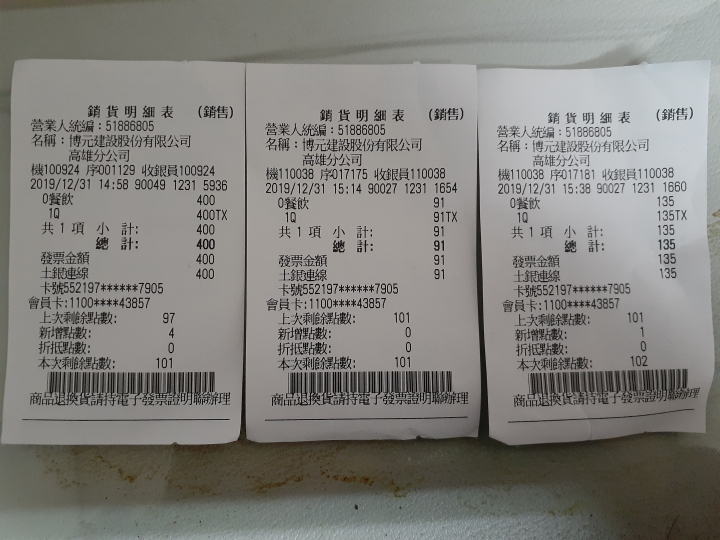 銷 貨 明 細 表 (銷售)
營業人統編:51886805
名稱:博元建設股份有限公司
高雄分公司
機100924 序001129 收銀員100924
2019/12/31 14:58 90049 1231 5936
0餐飲 400
1Q 400TX
共 1 項 小 計: 400
總 計: 400
發票金額 400
土銀連線 400
卡號552197******7905
會員卡:1100****43857
上次剩餘點數: 97
新增點數: 4
折抵點數: 0
本次剩餘點數: 101
商品退換貨請持電子發票證明聯辦理
銷 貨 明 細 表 (銷售)
營業人統編:51886805
名稱:博元建設股份有限公司
高雄分公司
機110038 序017175 收銀員110038
2019/12/31 15:14 90027 1231 1654
0餐飲 91
1Q 91TX
共 1 項 小 計: 91
總 計: 91
發票金額 91
土銀連線 91
卡號552197******7905
會員卡:1100****43857
上次剩餘點數: 101
新增點數: 0
折抵點數: 0
本次剩餘點數: 101
商品退換貨請持電子發票證明聯辦理
銷 貨 明 細 表 (銷售)
營業人統編:51886805
名稱:博元建設股份有限公司
高雄分公司
機110038 序017181 收銀員110038
2019/12/31 15:38 90027 1231 1660
0餐飲 135
1Q 135TX
共 1 項 小 計: 135
總 計: 135
發票金額 135
土銀連線 135
卡號552197******7905
會員卡:1100****43857
上次剩餘點數: 101
新增點數: 1
折抵點數: 0
本次剩餘點數: 102
商品退換貨請持電子發票證明聯辦理